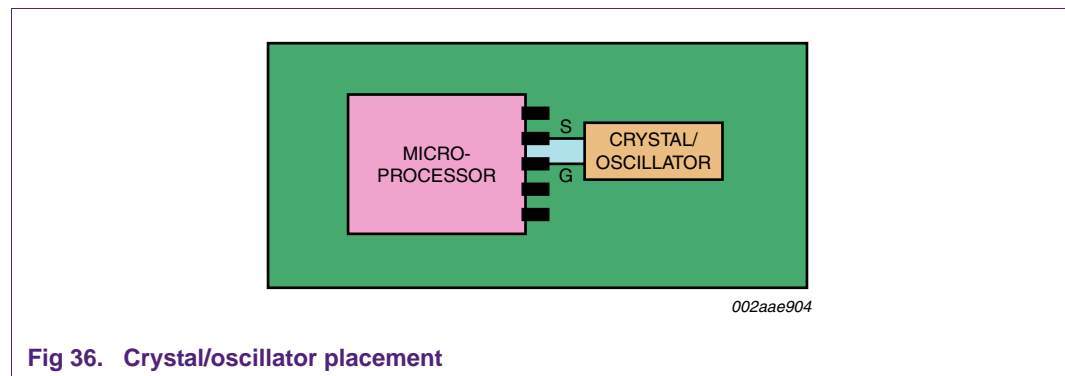 MICRO-
PROCESSOR
S
G
CRYSTAL/
OSCILLATOR
002aae904
Fig 36. Crystal/oscillator placement